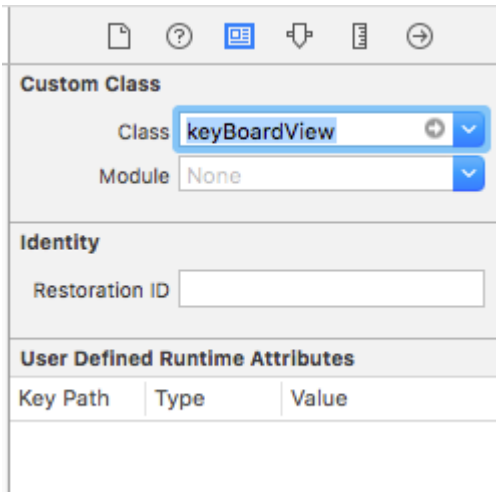 Custom Class
Class keyBoardView
Module None
Identity
Restoration ID
User Defined Runtime Attributes
Key Path Type Value